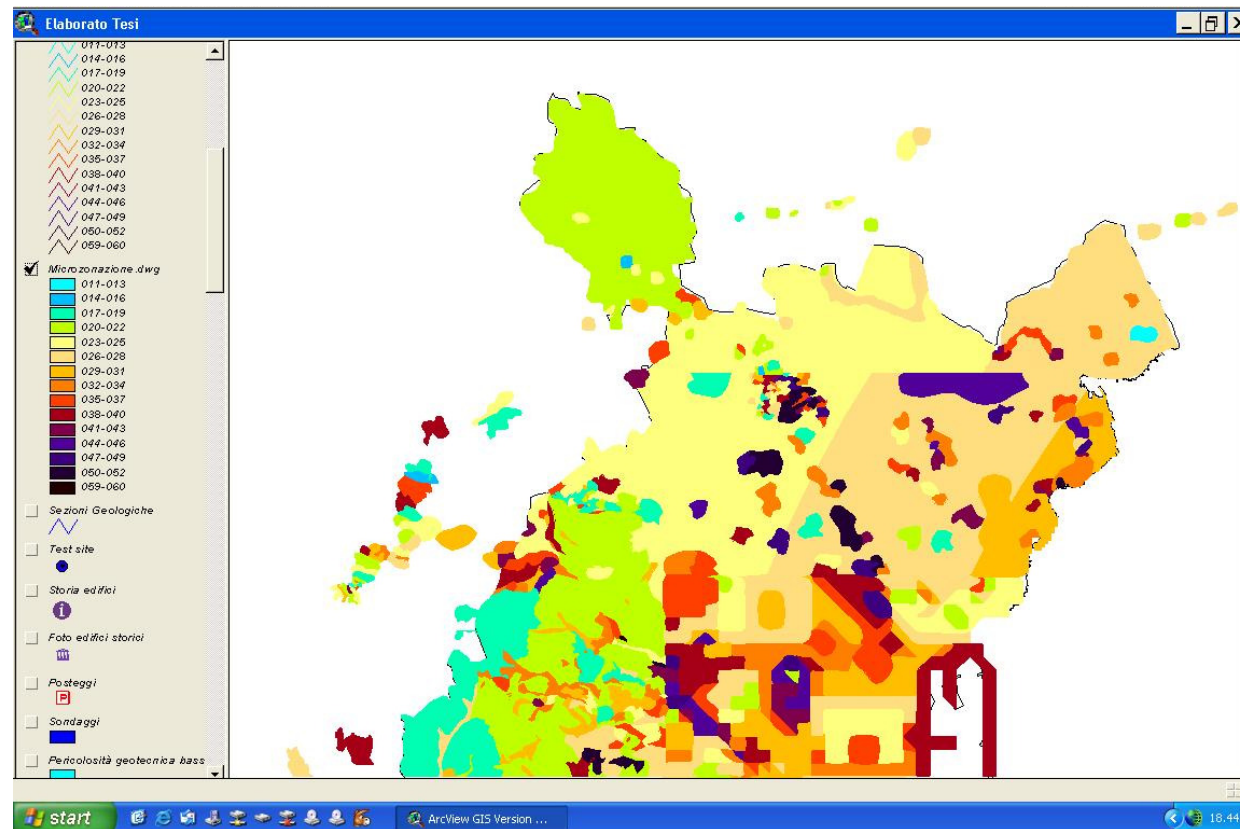 Elaborato Tesi
011-013
014-016
017-019
020-022
023-025
026-028
029-031
032-034
035-037
038-040
041-043
044-046
047-049
050-052
059-060
Microzonazione.dwg
011-013
014-016
017-019
020-022
023-025
026-028
029-031
032-034
035-037
038-040
041-043
044-046
047-049
050-052
059-060
Sezioni Geologiche
Test site
Storia edifici
i
Foto edifici storici
Posteggi
P
Sondaggi
Pericolosità geotecnica bass
start
ArcView GIS Version ...
18.44